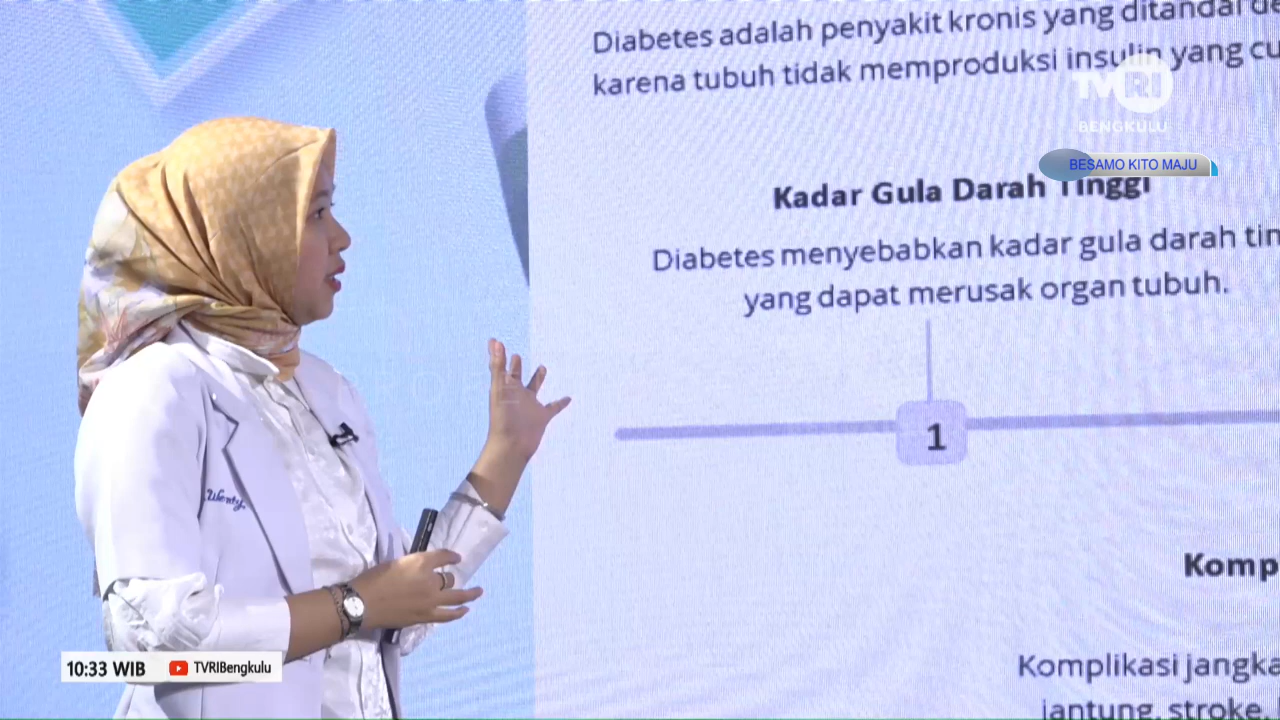 Diabetes adalah penyakit kronis yang ditandai
karena tubuh tidak memproduksi insulin yang
TVRI
BENGKULU
BESAMO KITO MAJU
Kadar Gula Darah Tinggi
Diabetes menyebabkan kadar gula darah
yang dapat merusak organ tubuh.
1
Komp
Komplikasi jangka
jantung, stroke,
10:33 WIB
TVRIBengkulu